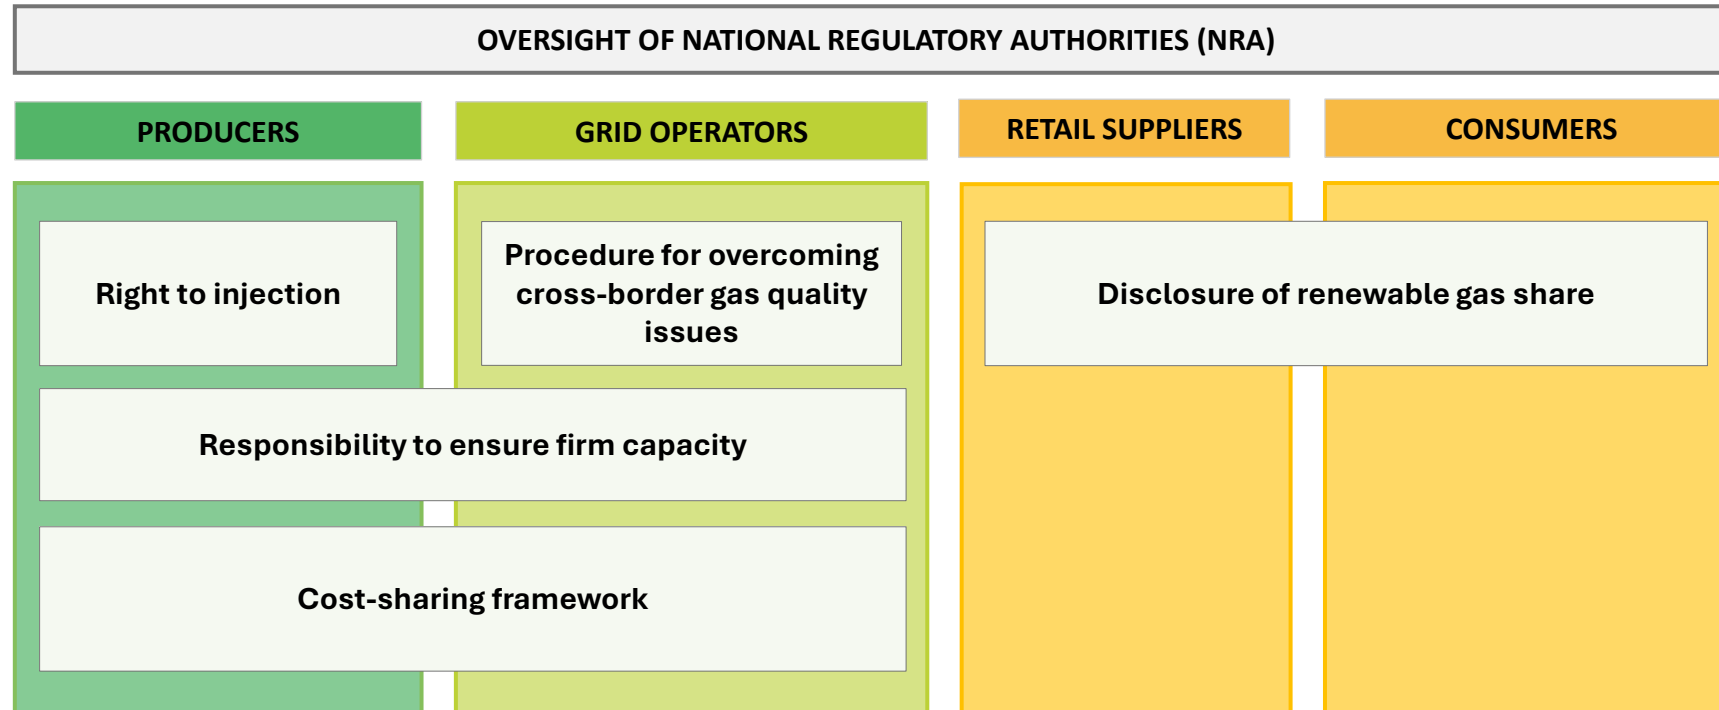 OVERSIGHT OF NATIONAL REGULATORY AUTHORITIES (NRA)
PRODUCERS
GRID OPERATORS
RETAIL SUPPLIERS
CONSUMERS
Right to injection
Procedure for overcoming
cross-border gas quality
issues
Disclosure of renewable gas share
Responsibility to ensure firm capacity
Cost-sharing framework